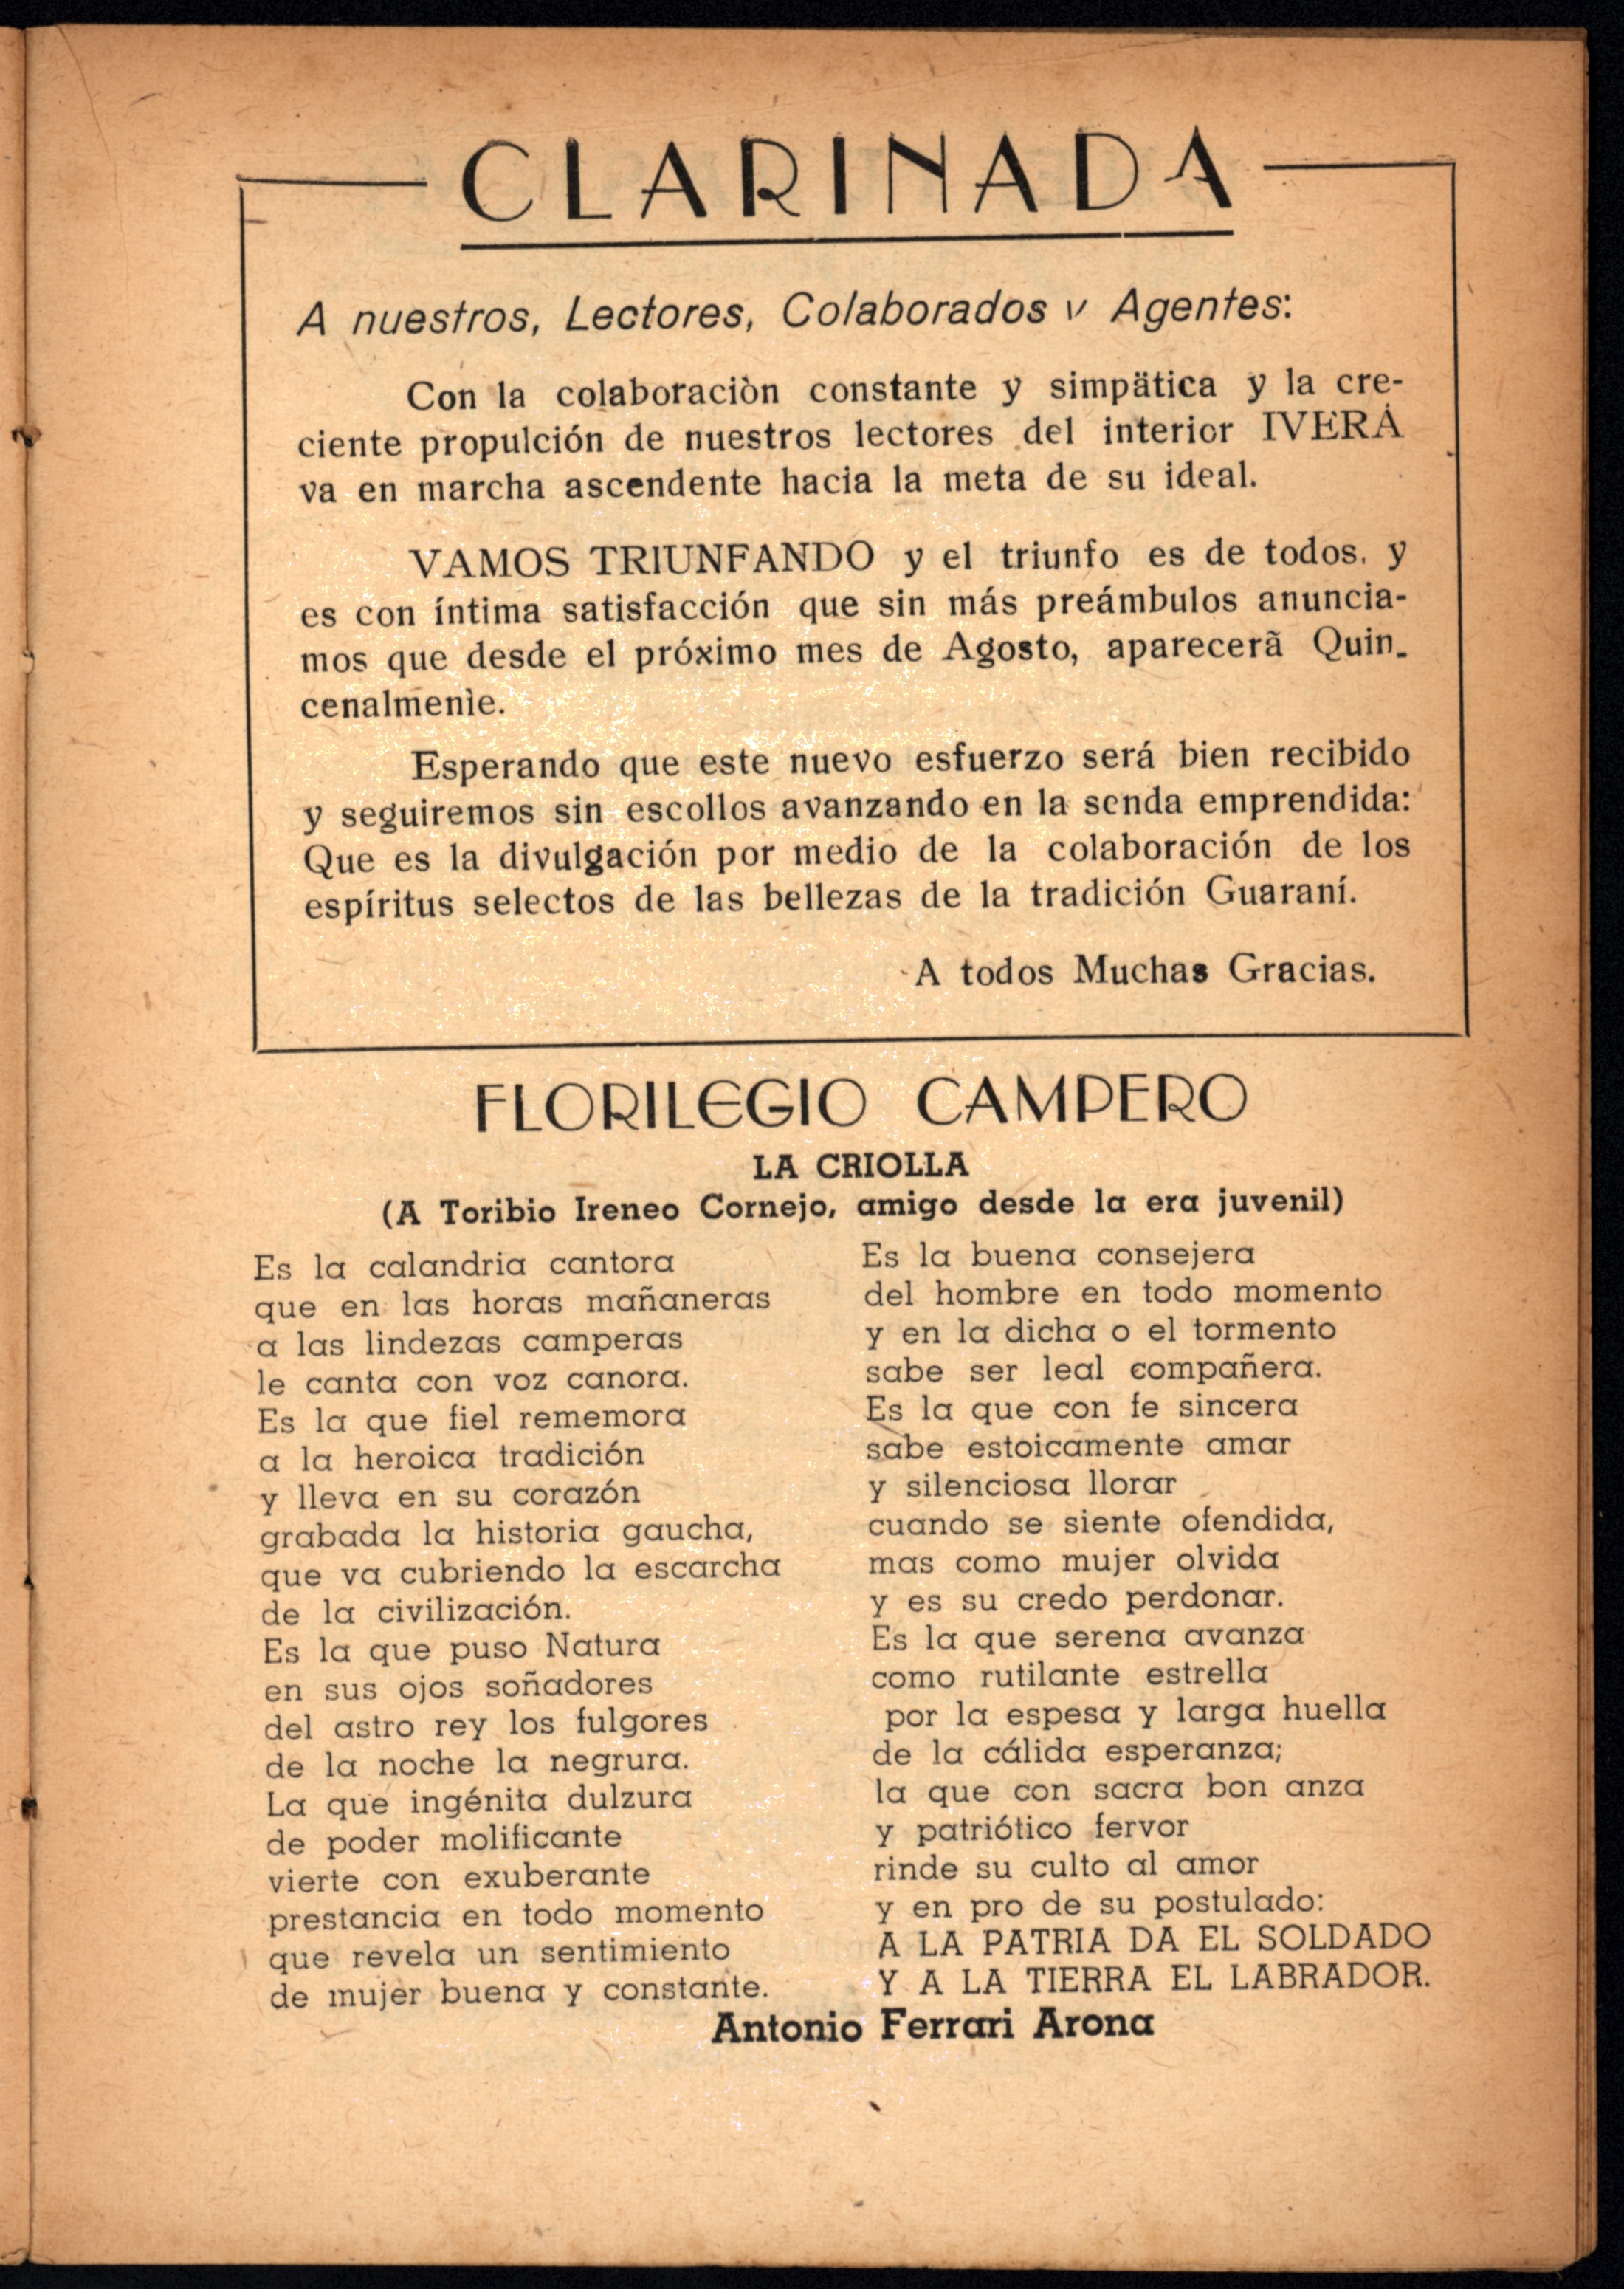 CLARINADA
A nuestros, Lectores, Colaborados v Agentes:
Con la colaboraciòn constante y simpätica y la cre-
ciente propulción de nuestros lectores del interior IVERÁ
va en marcha ascendente hacia la meta de su ideal.
VAMOS TRIUNFANDO y el triunfo es de todos. y
es con íntima satisfacción que sin más preámbulos anuncia-
mos que desde el próximo mes de Agosto, aparecerã Quin-
cenalmenìe.
Esperando que este nuevo esfuerzo será bien recibido
y seguiremos sin escollos avanzando en la senda emprendida:
Que es la divulgación por medio de la colaboración de los
espíritus selectos de las bellezas de la tradición Guaraní.
A todos Muchas Gracias.
FLORILEGIO CAMPERO
LA CRIOLLA
(A Toribio Ireneo Cornejo, amigo desde la era juvenil)
Es la calandria cantora
que en las horas mañaneras
a las lindezas camperas
le canta con voz canora.
Es la que fiel rememora
a la heroica tradición
y lleva en su corazón
grabada la historia gaucha,
que va cubriendo la escarcha
de la civilización.
Es la que puso Natura
en sus ojos soñadores
del astro rey los fulgores
de la noche la negrura.
La que ingénita dulzura
de poder molificante
vierte con exuberante
prestancia en todo momento
que revela un sentimiento
de mujer buena y constante.
Es la buena consejera
del hombre en todo momento
y en la dicha o el tormento
sabe ser leal compañera.
Es la que con fe sincera
sabe estoicamente amar
y silenciosa llorar
cuando se siente ofendida,
mas como mujer olvida
y es su credo perdonar.
Es la que serena avanza
como rutilante estrella
por la espesa y larga huella
de la cálida esperanza;
la que con sacra bon anza
y patriótico fervor
rinde su culto al amor
y en pro de su postulado:
A LA PATRIA DA EL SOLDADO
Y A LA TIERRA EL LABRADOR.
Antonio Ferrari Arona